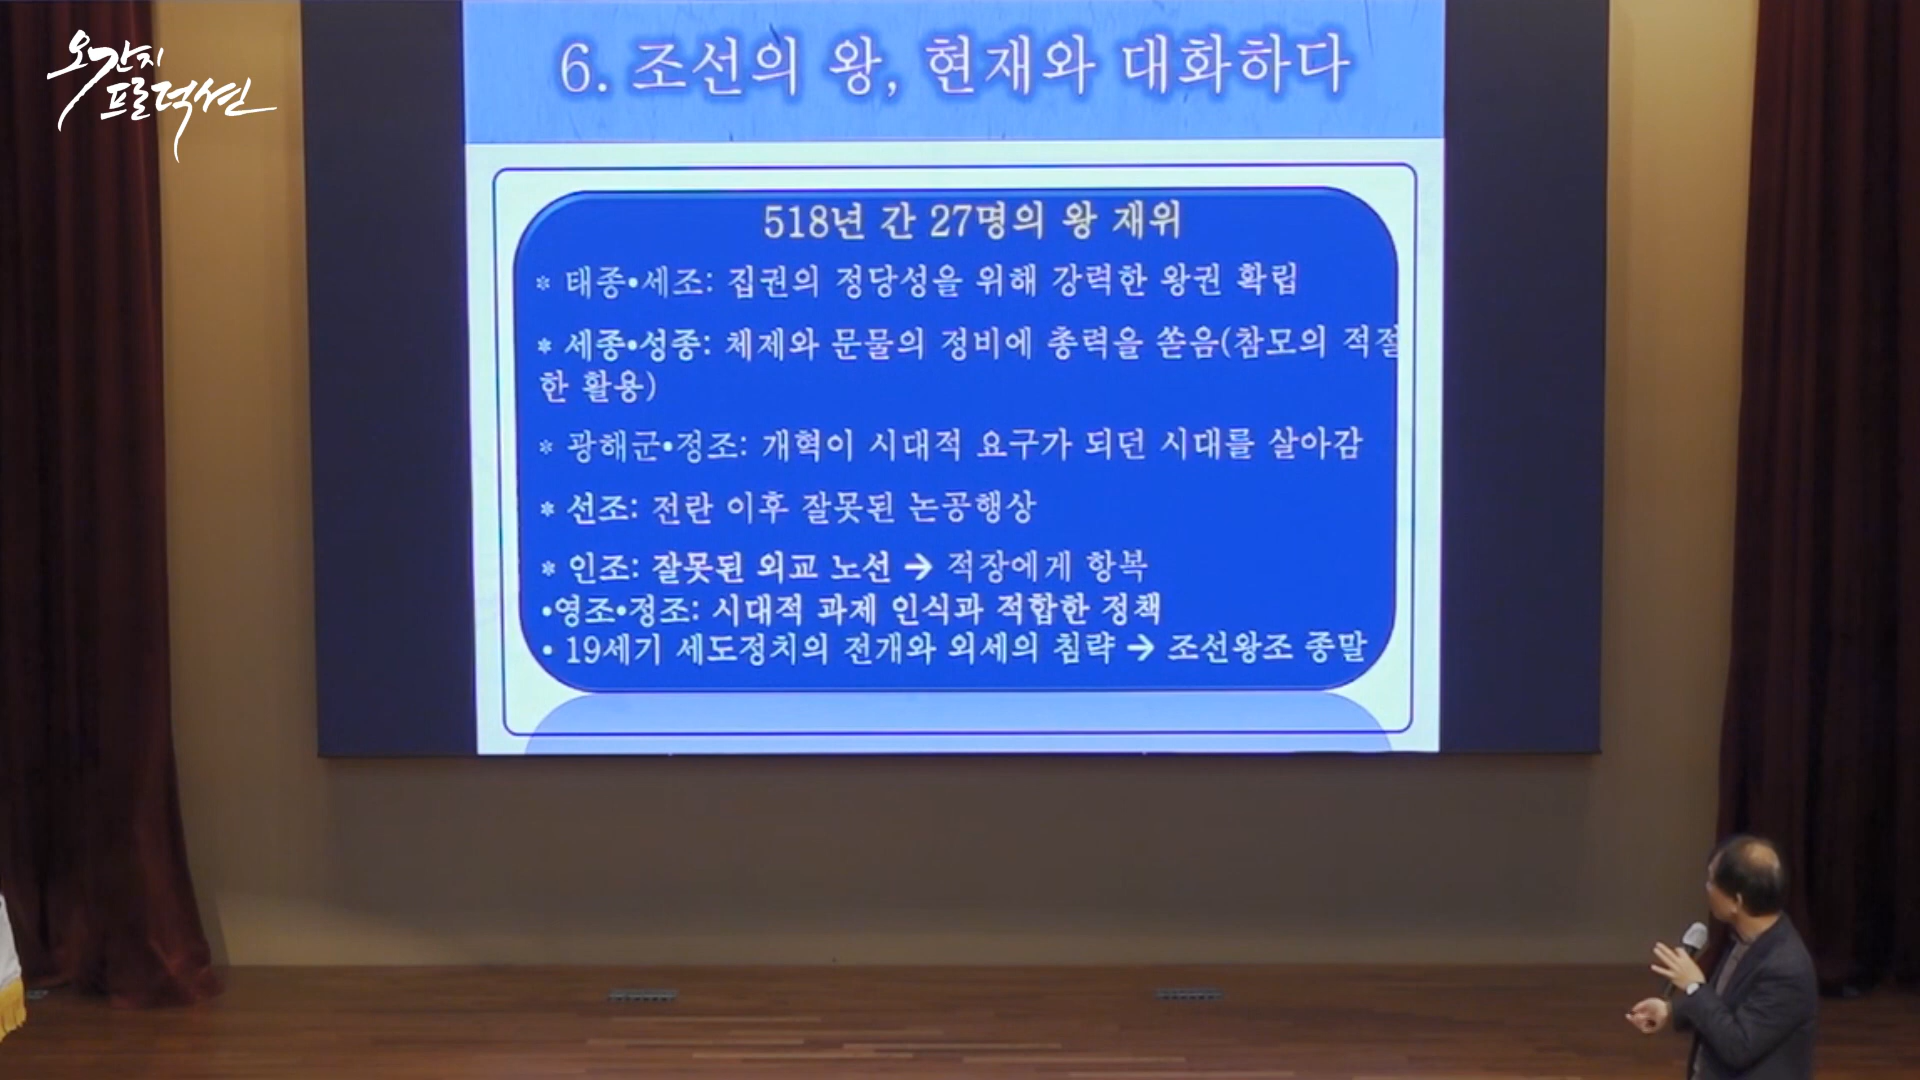 오가지
프로덕션
6. 조선의 왕, 현재와 대화하다
518년 간 27명의 왕 재위
* 태종•세조: 집권의 정당성을 위해 강력한 왕권 확립
* 세종•성종: 체제와 문물의 정비에 총력을 쏟음(참모의 적절
한 활용)
* 광해군•정조: 개혁이 시대적 요구가 되던 시대를 살아감
* 선조: 전란 이후 잘못된 논공행상
* 인조: 잘못된 외교 노선 → 적장에게 항복
•영조•정조: 시대적 과제 인식과 적합한 정책
• 19세기 세도정치의 전개와 외세의 침략 → 조선왕조 종말